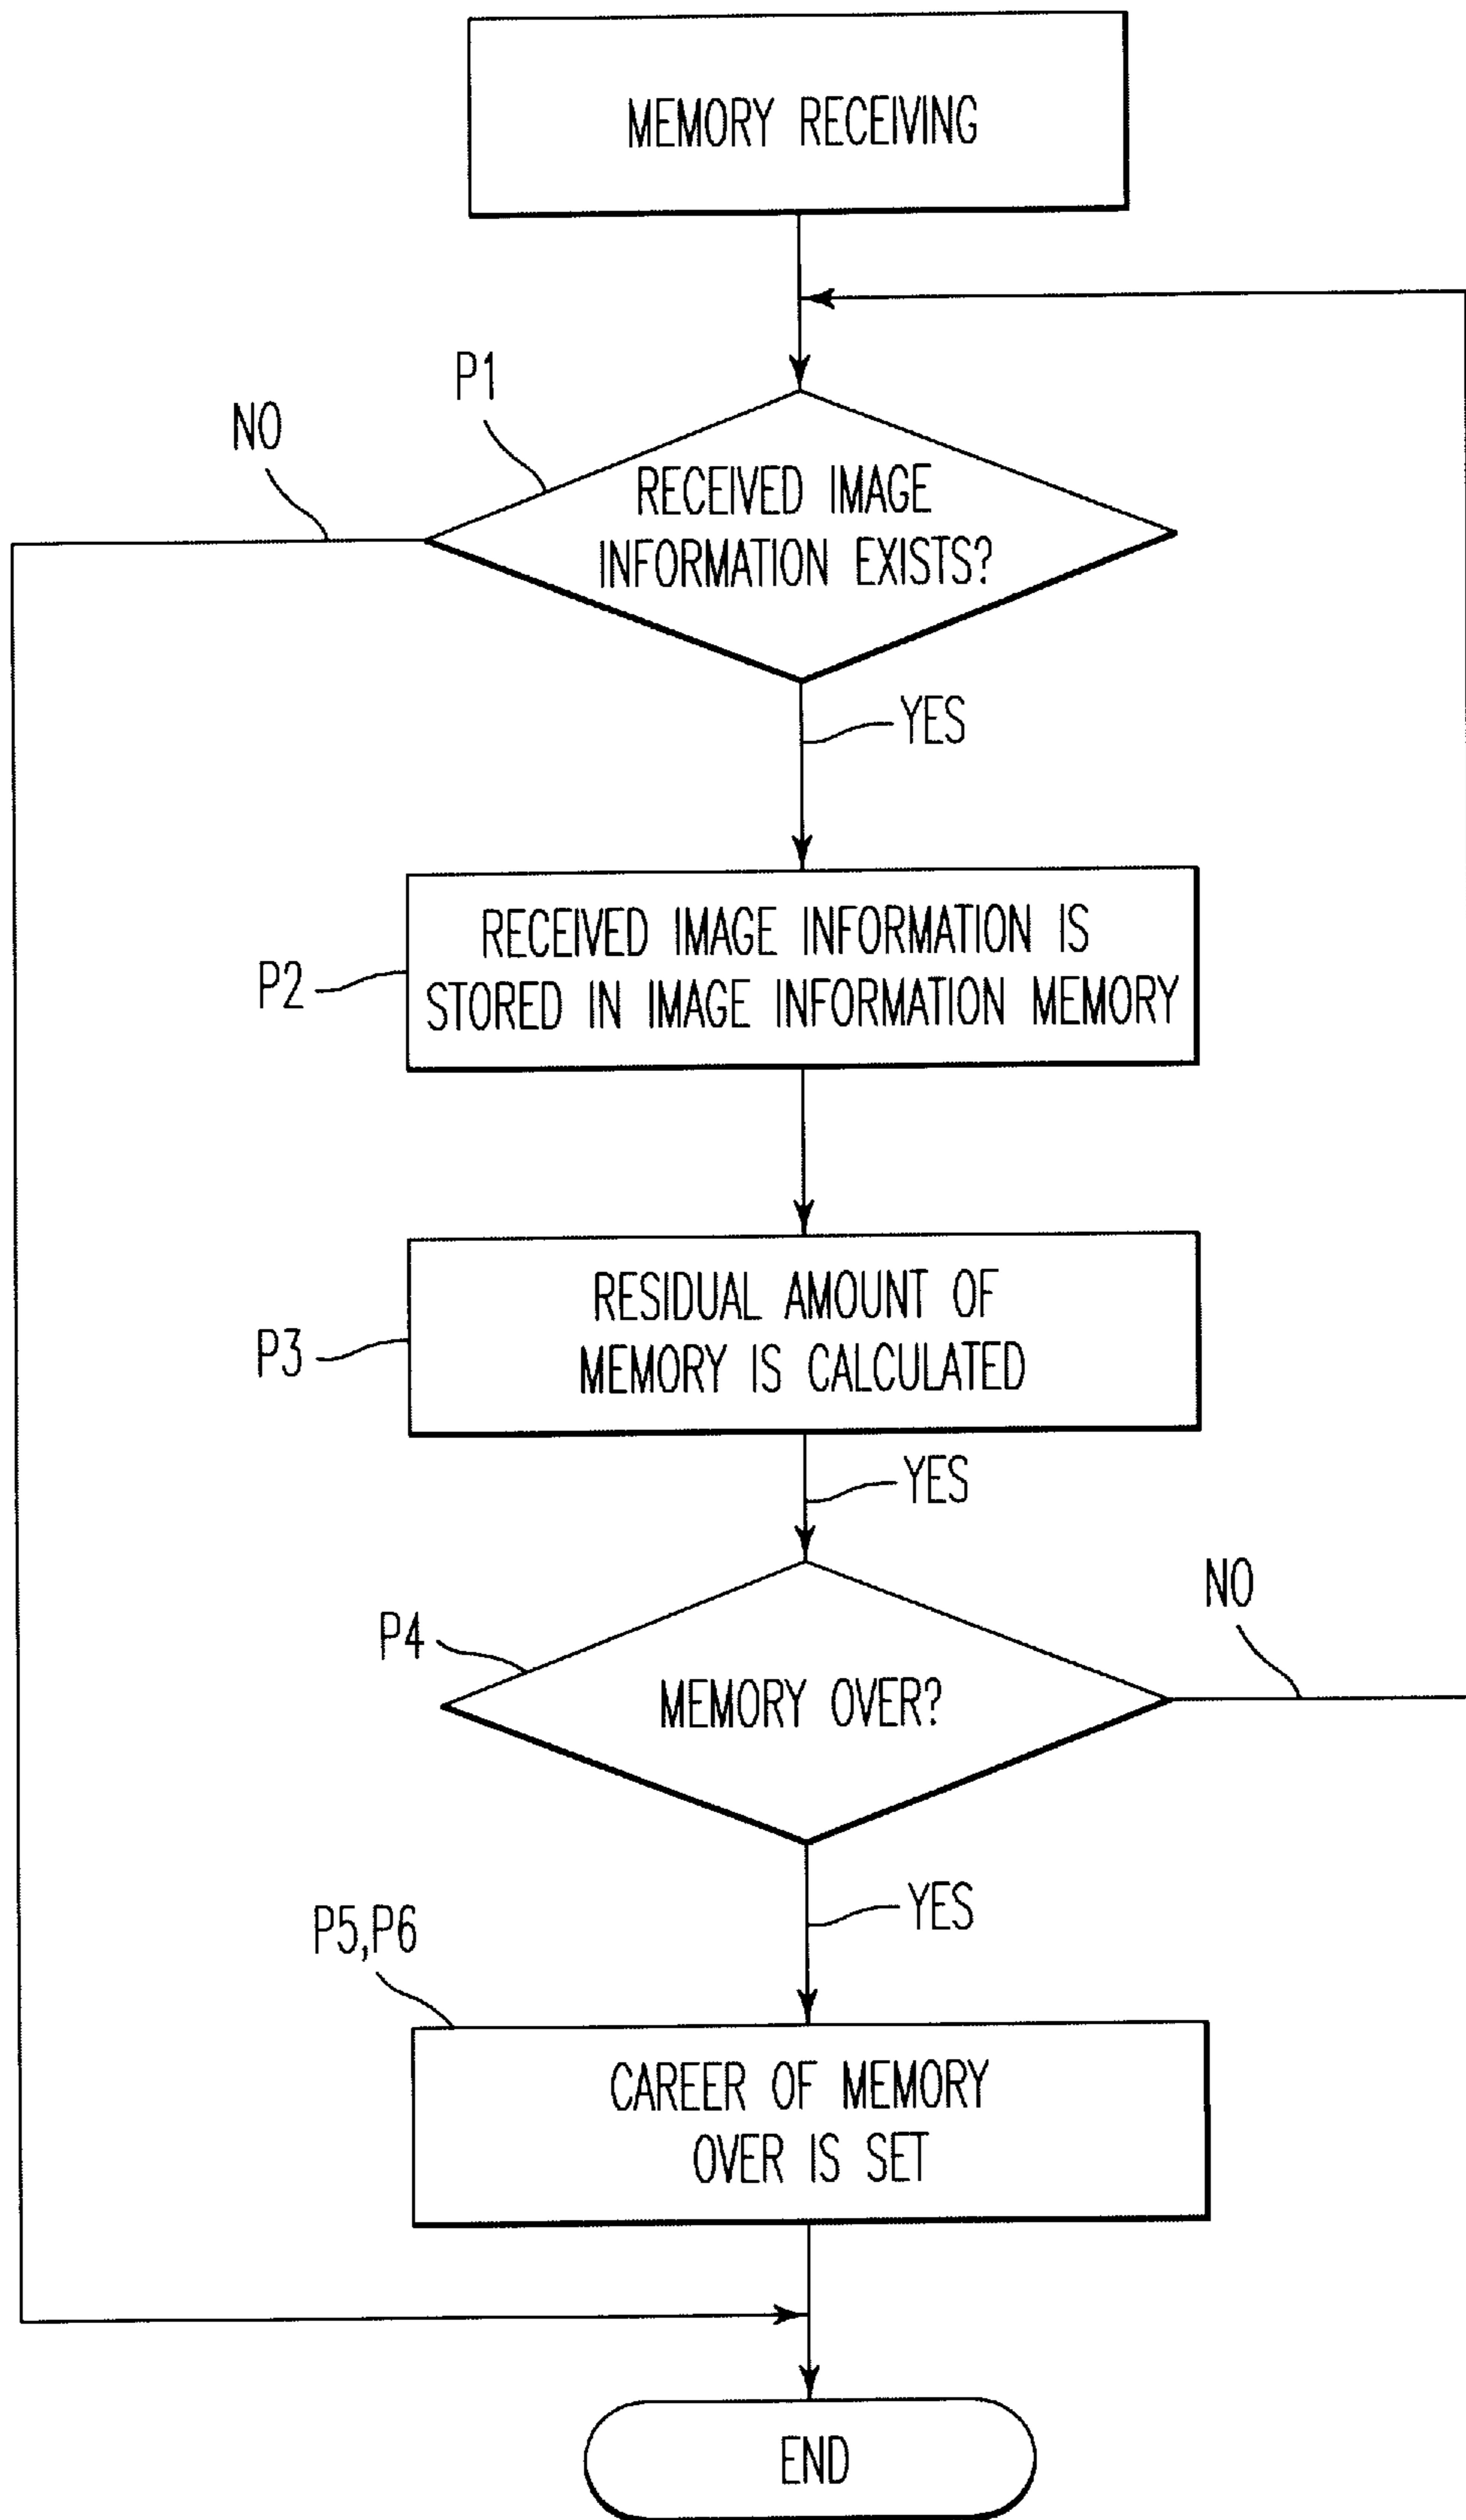 MEMORY RECEIVING
P1
NO
RECEIVED IMAGE
INFORMATION EXISTS?
YES
RECEIVED IMAGE INFORMATION IS
STORED IN IMAGE INFORMATION MEMORY
P2
RESIDUAL AMOUNT OF
MEMORY IS CALCULATED
P3
YES
NO
P4
MEMORY OVER?
YES
P5,P6
CAREER OF MEMORY
OVER IS SET
END